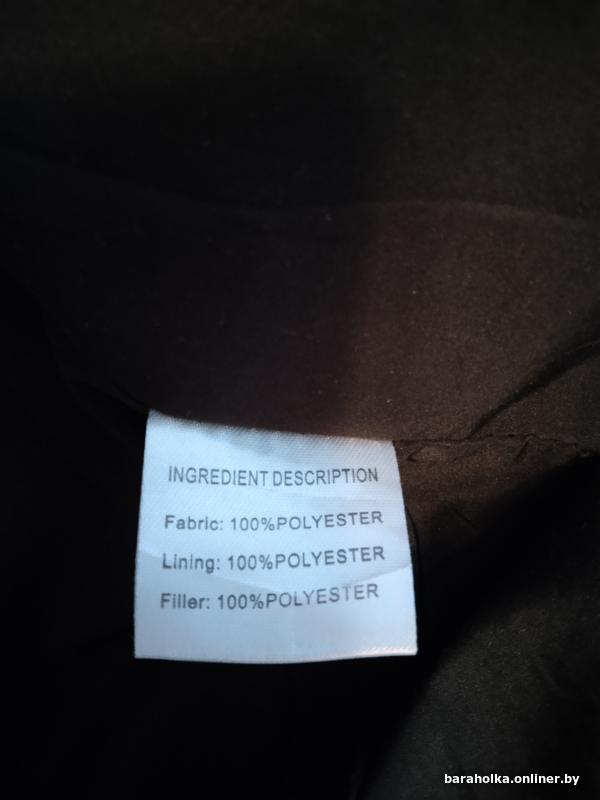 INGREDIENT DESCRIPTION
Fabric: 100%POLYESTER
Lining: 100%POLYESTER
Filler: 100%POLYESTER
baraholka.onliner.by